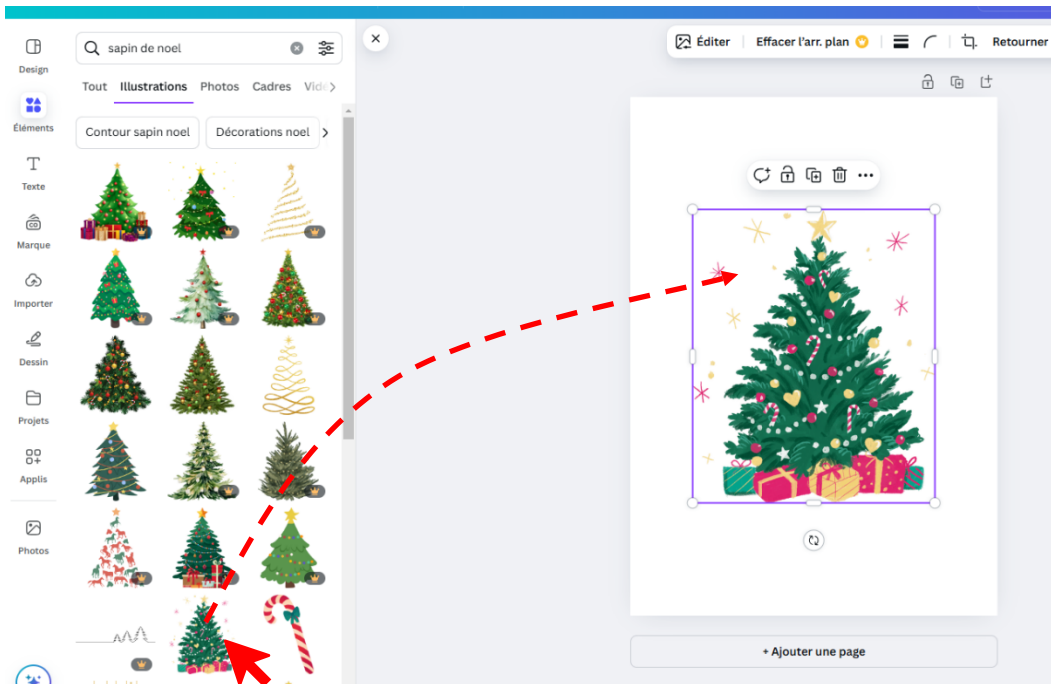 Design
Éléments
Texte
Marque
Importer
Dessin
Projets
Applis
Photos
sapin de noel
Tout Illustrations Photos Cadres Vidé
Contour sapin noel Décorations noel
Éditer Effacer l'arr. plan Retourner
+ Ajouter une page